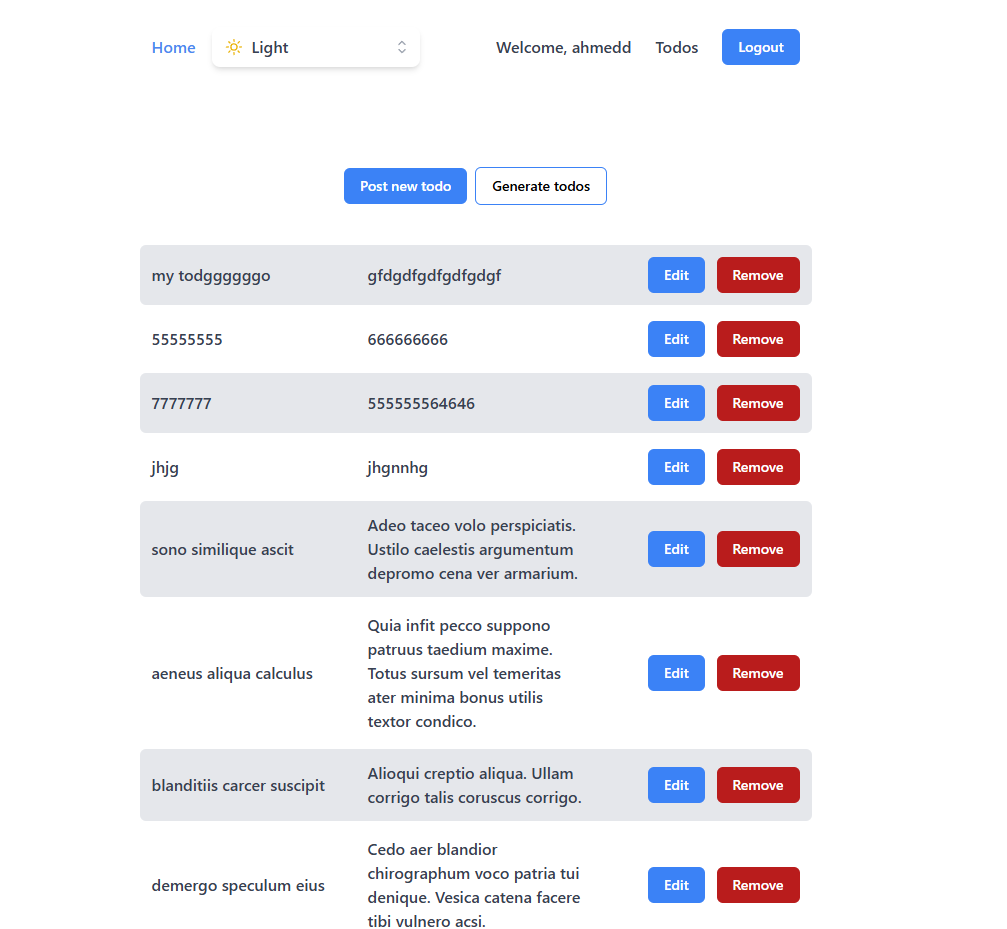 Home Light Welcome, ahmedd Todos Logout
Post new todo Generate todos
my todggggggo gfdgdfgdfgdfgdgf Edit Remove
55555555 666666666 Edit Remove
7777777 555555564646 Edit Remove
jhjg jhgnnhg Edit Remove
Adeo taceo volo perspiciatis.
sono similique ascit Ustilo caelestis argumentum Edit Remove
depromo cena ver armarium.
Quia infit pecco suppono
patruus taedium maxime.
aeneus aliqua calculus Totus sursum vel temeritas Edit Remove
ater minima bonus utilis
textor condico.
Alioqui creptio aliqua. Ullam
blanditiis carcer suscipit Edit Remove
corrigo talis coruscus corrigo.
Cedo aer blandior
chirographum voco patria tui
demergo speculum eius Edit Remove
denique. Vesica catena facere
tibi vulnero acsi.